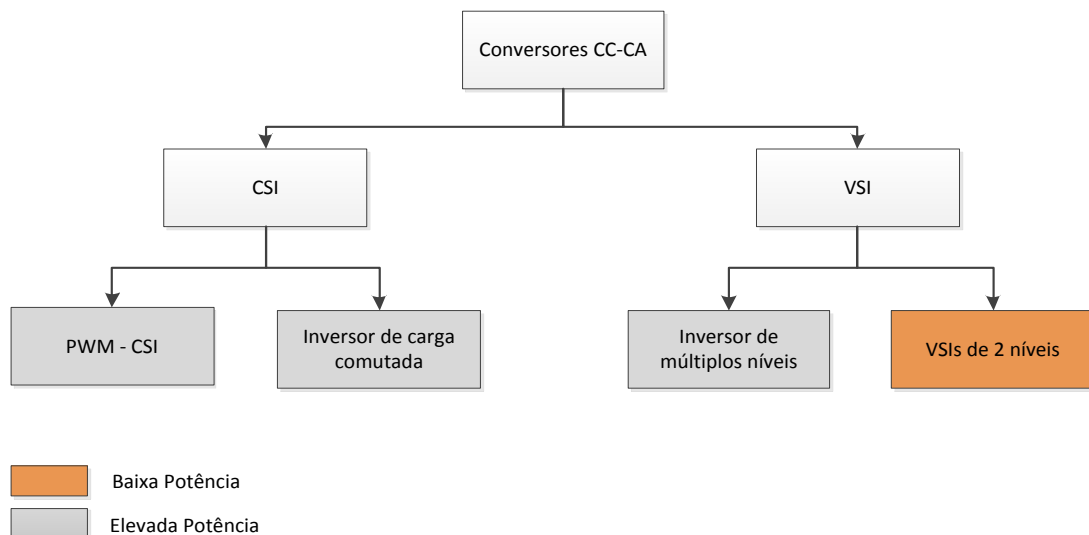 Conversores CC-CA
CSI
VSI
PWM - CSI
Inversor de carga
comutada
Inversor de
múltiplos níveis
VSIs de 2 níveis
Baixa Potência
Elevada Potência